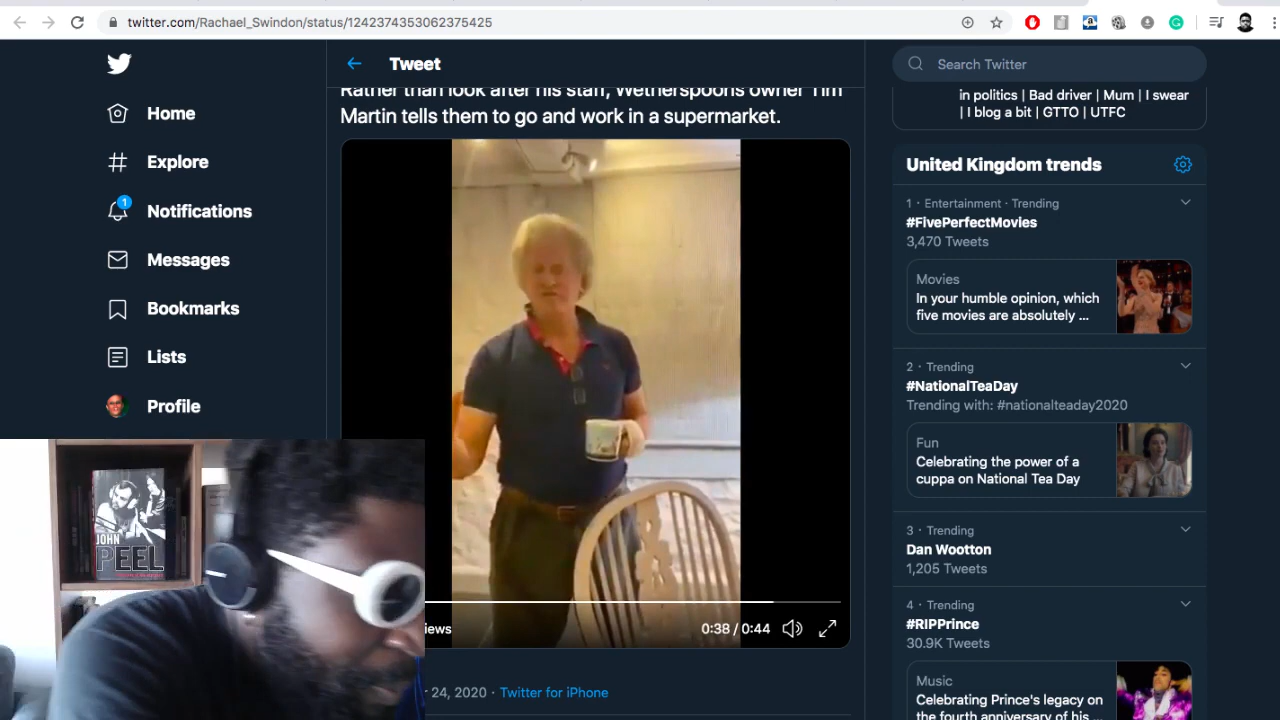 twitter.com/Rachael_Swindon/status/1242374353062375425
Home
Explore
1
Notifications
Messages
Bookmarks
Lists
Profile
Tweet
Rather than look after his staff, Wetherspoons owner Tim
Martin tells them to go and work in a supermarket.
iews
0:38 / 0:44
24, 2020 · Twitter for iPhone
JOHN
PEEL
Search Twitter
in politics | Bad driver | Mum | I swear
| I blog a bit | GTTO | UTFC
United Kingdom trends
1 · Entertainment · Trending
#FivePerfectMovies
3,470 Tweets
Movies
In your humble opinion, which
five movies are absolutely ...
2 · Trending
#NationalTeaDay
Trending with: #nationalteaday2020
Fun
Celebrating the power of a
cuppa on National Tea Day
3 · Trending
Dan Wootton
1,205 Tweets
4 · Trending
#RIPPrince
30.9K Tweets
Music
Celebrating Prince's legacy on
the fourth anniversary of his